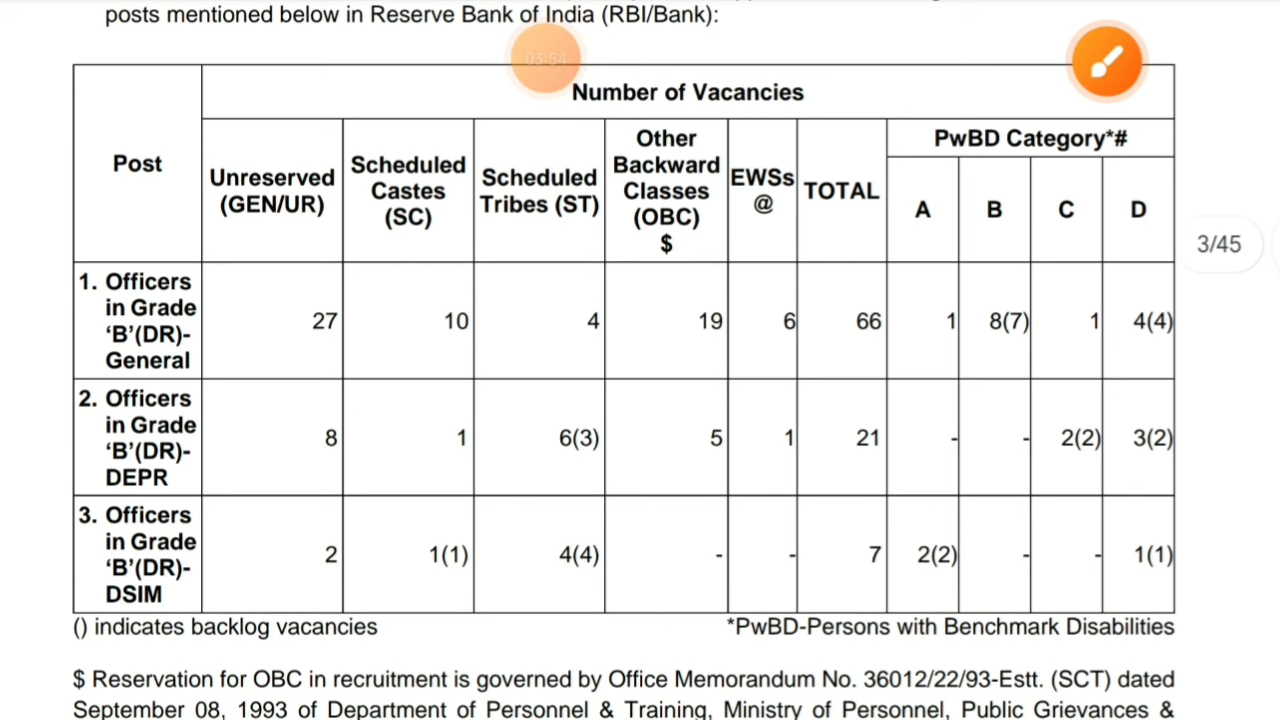 posts mentioned below in Reserve Bank of India (RBI/Bank):
03:54
Number of Vacancies
Post
Unreserved
(GEN/UR)
Scheduled
Castes
(SC)
Scheduled
Tribes (ST)
Other
Backward
Classes
(OBC)
$
EWSs
@
TOTAL
PwBD Category*#
A B C D
3/45
1. Officers
in Grade
‘B’(DR)-
General
27 10 4 19 6 66 1 8(7) 1 4(4)
2. Officers
in Grade
‘B’(DR)-
DEPR
8 1 6(3) 5 1 21 - - 2(2) 3(2)
3. Officers
in Grade
‘B’(DR)-
DSIM
2 1(1) 4(4) - - 7 2(2) - - 1(1)
() indicates backlog vacancies *PwBD-Persons with Benchmark Disabilities
$ Reservation for OBC in recruitment is governed by Office Memorandum No. 36012/22/93-Estt. (SCT) dated
September 08, 1993 of Department of Personnel & Training, Ministry of Personnel, Public Grievances &